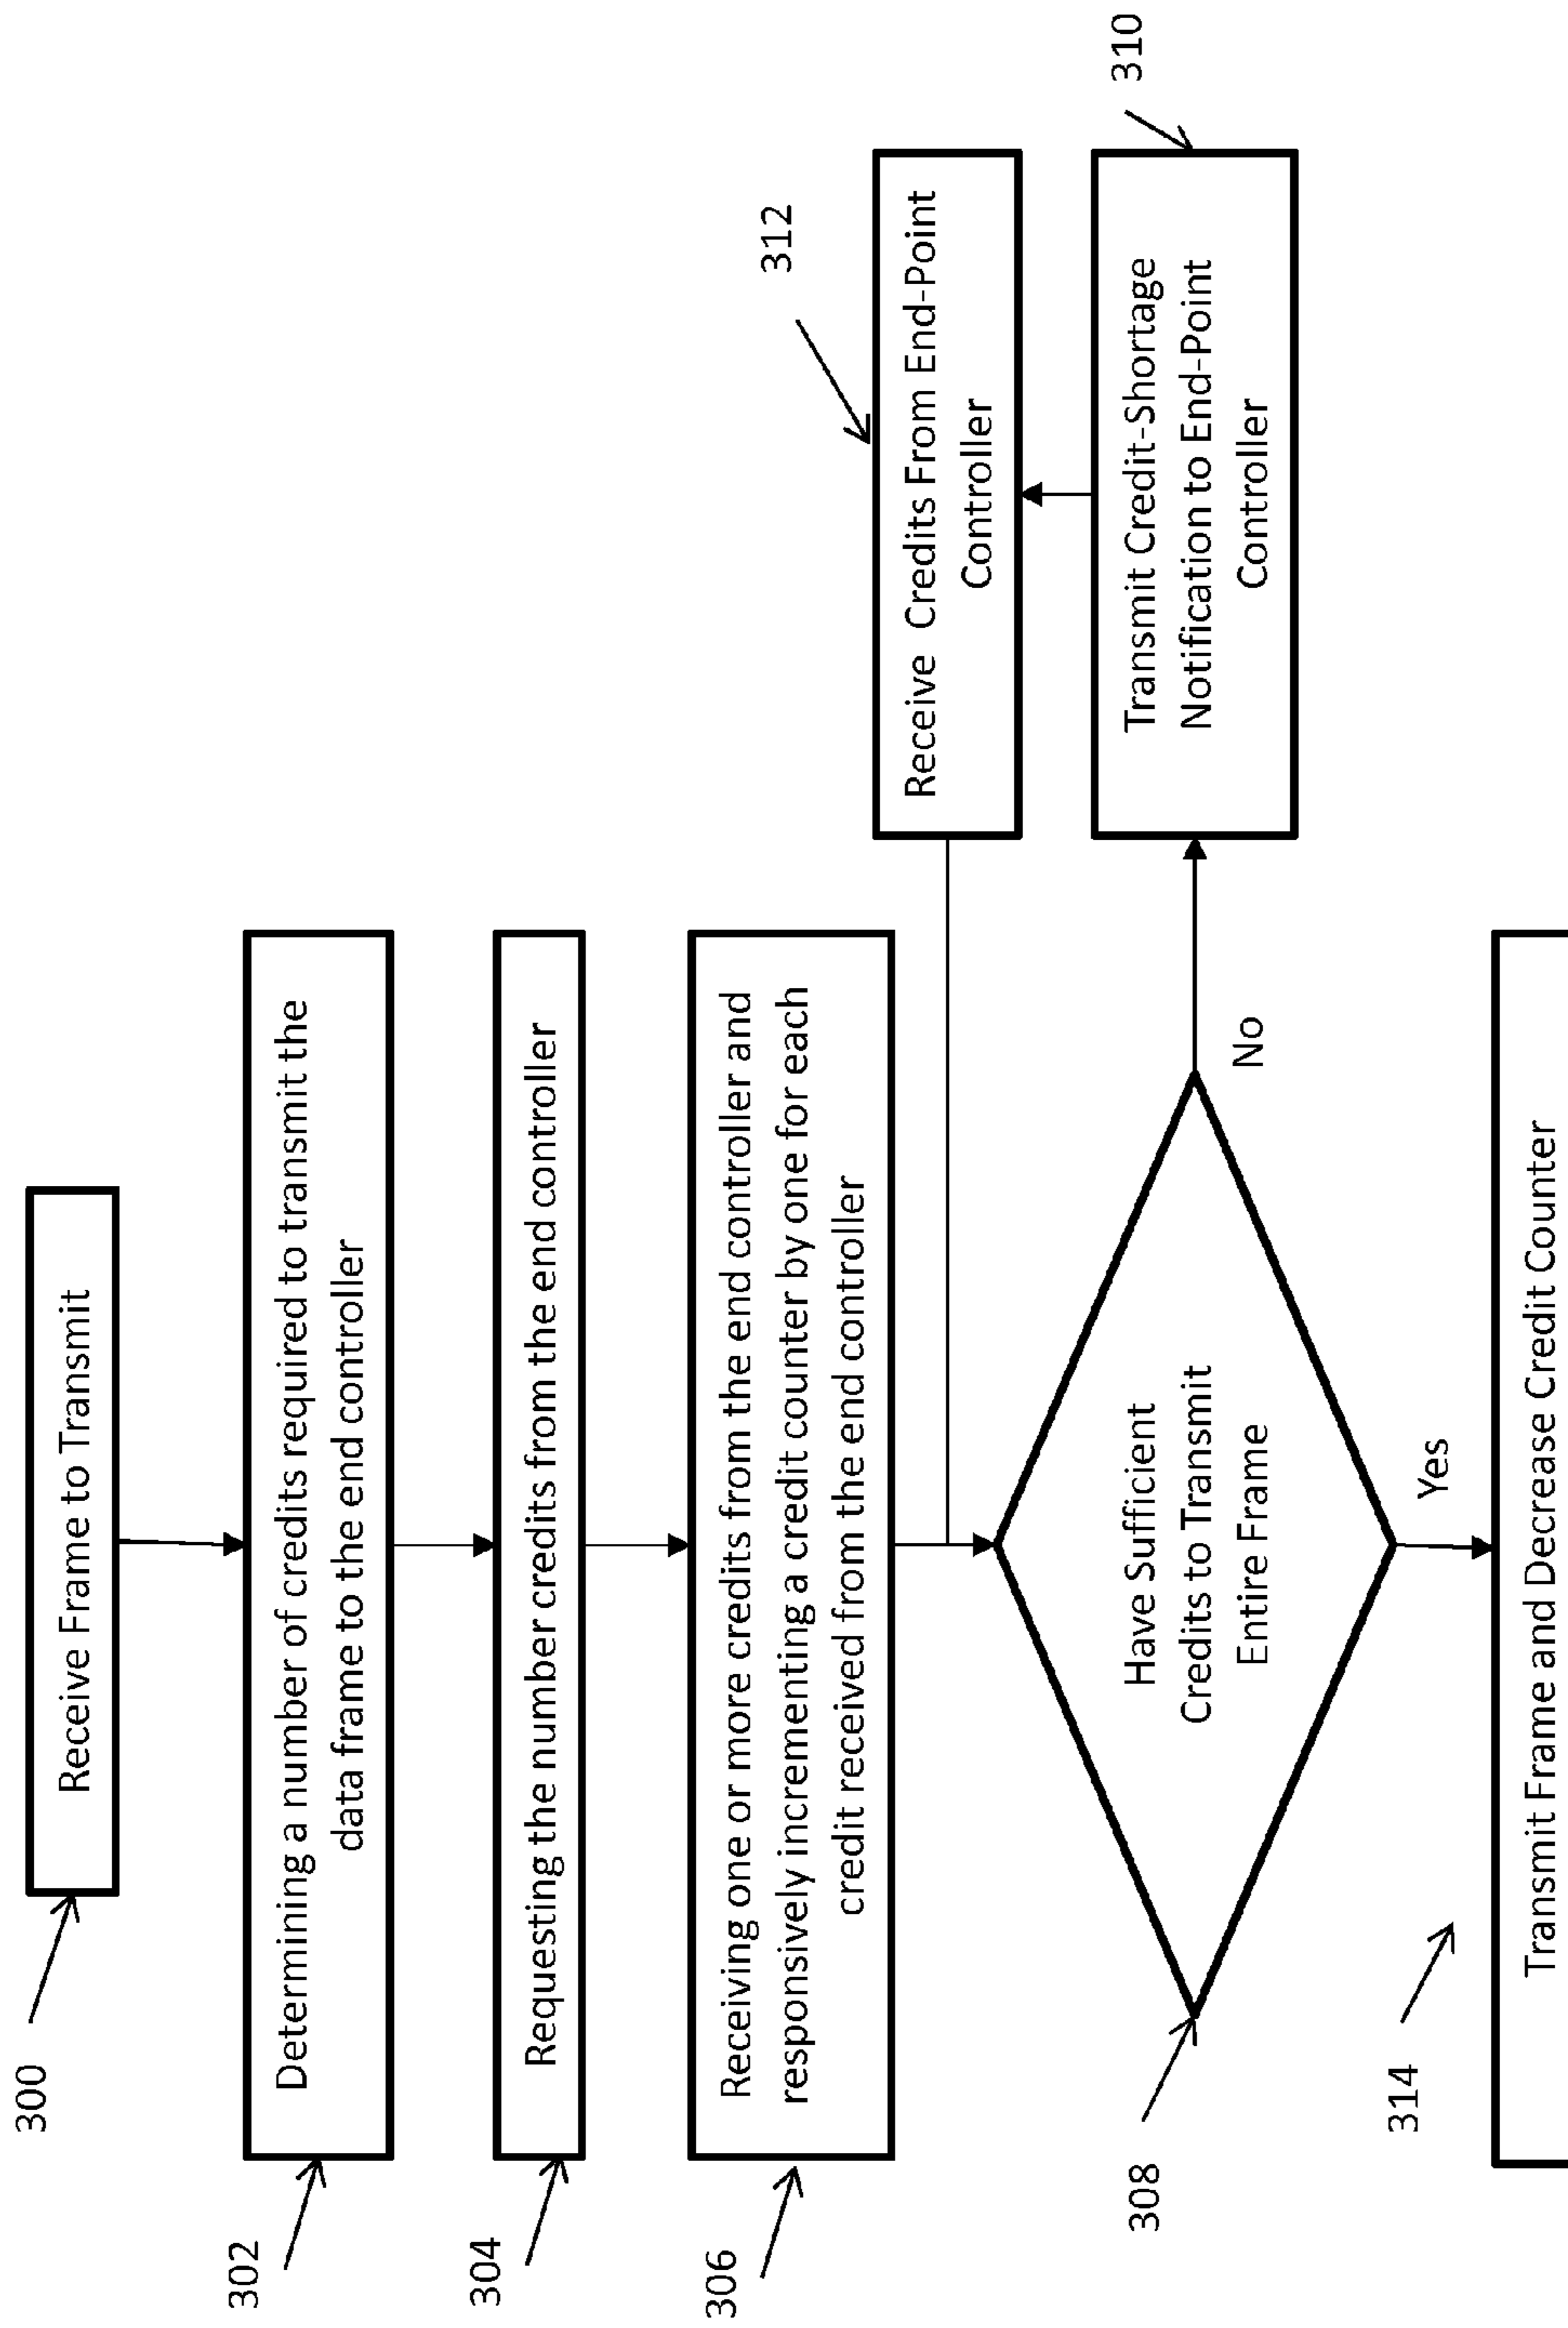 300
Receive Frame to Transmit
302
Determining a number of credits required to transmit the
data frame to the end controller
304
Requesting the number credits from the end controller
306
Receiving one or more credits from the end controller and
responsively incrementing a credit counter by one for each
credit received from the end controller
312
Receive Credits From End-Point
Controller
308
Have Sufficient
Credits to Transmit
Entire Frame
No
310
Transmit Credit-Shortage
Notification to End-Point
Controller
Yes
314
Transmit Frame and Decrease Credit Counter